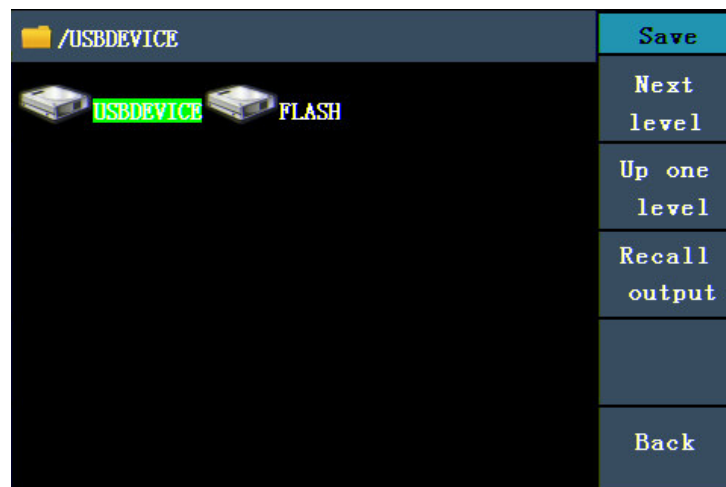 /USBDEVICE
USBDEVICE FLASH
Save
Next
level
Up one
level
Recall
output
Back